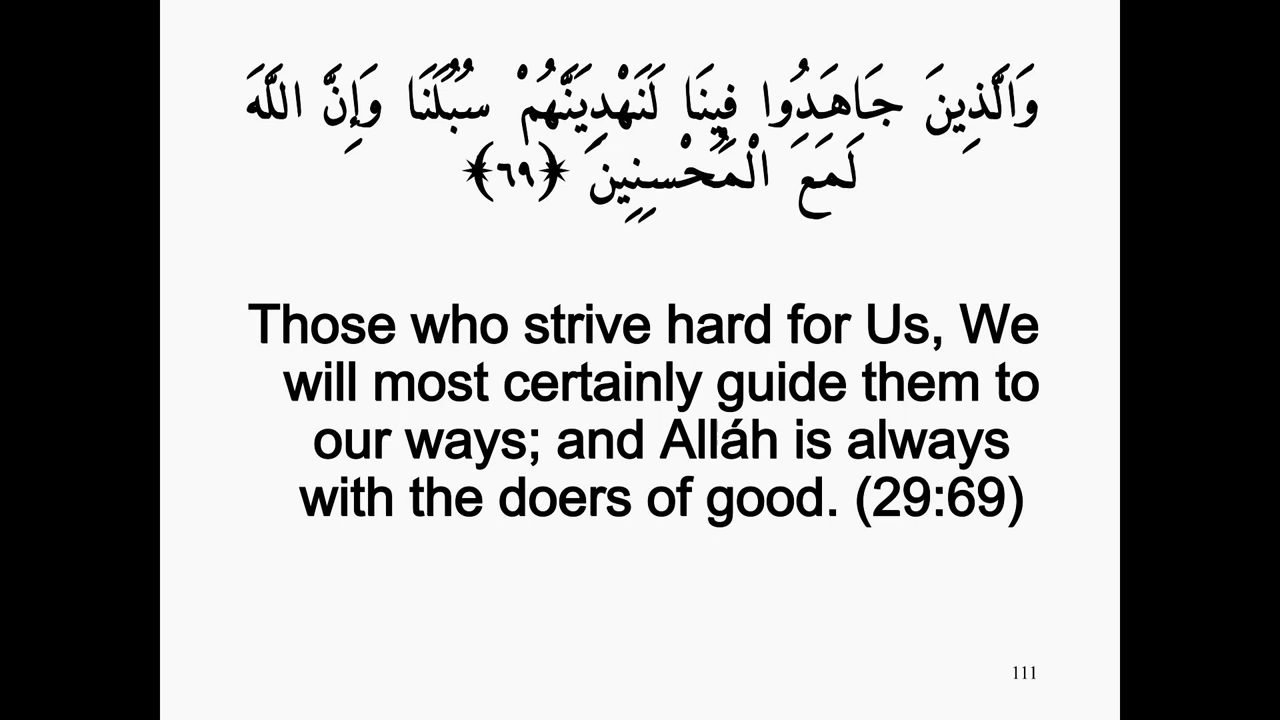 وَالَّذِينَ جَاهَدُوا فِينَا لَنَهْدِيَنَّهُمْ سُبُلَنَا وَإِنَّ اللَّهَ
لَمَعَ الْمُحْسِنِينَ ﴿٦٩﴾
Those who strive hard for Us, We
will most certainly guide them to
our ways; and Alláh is always
with the doers of good. (29:69)
111